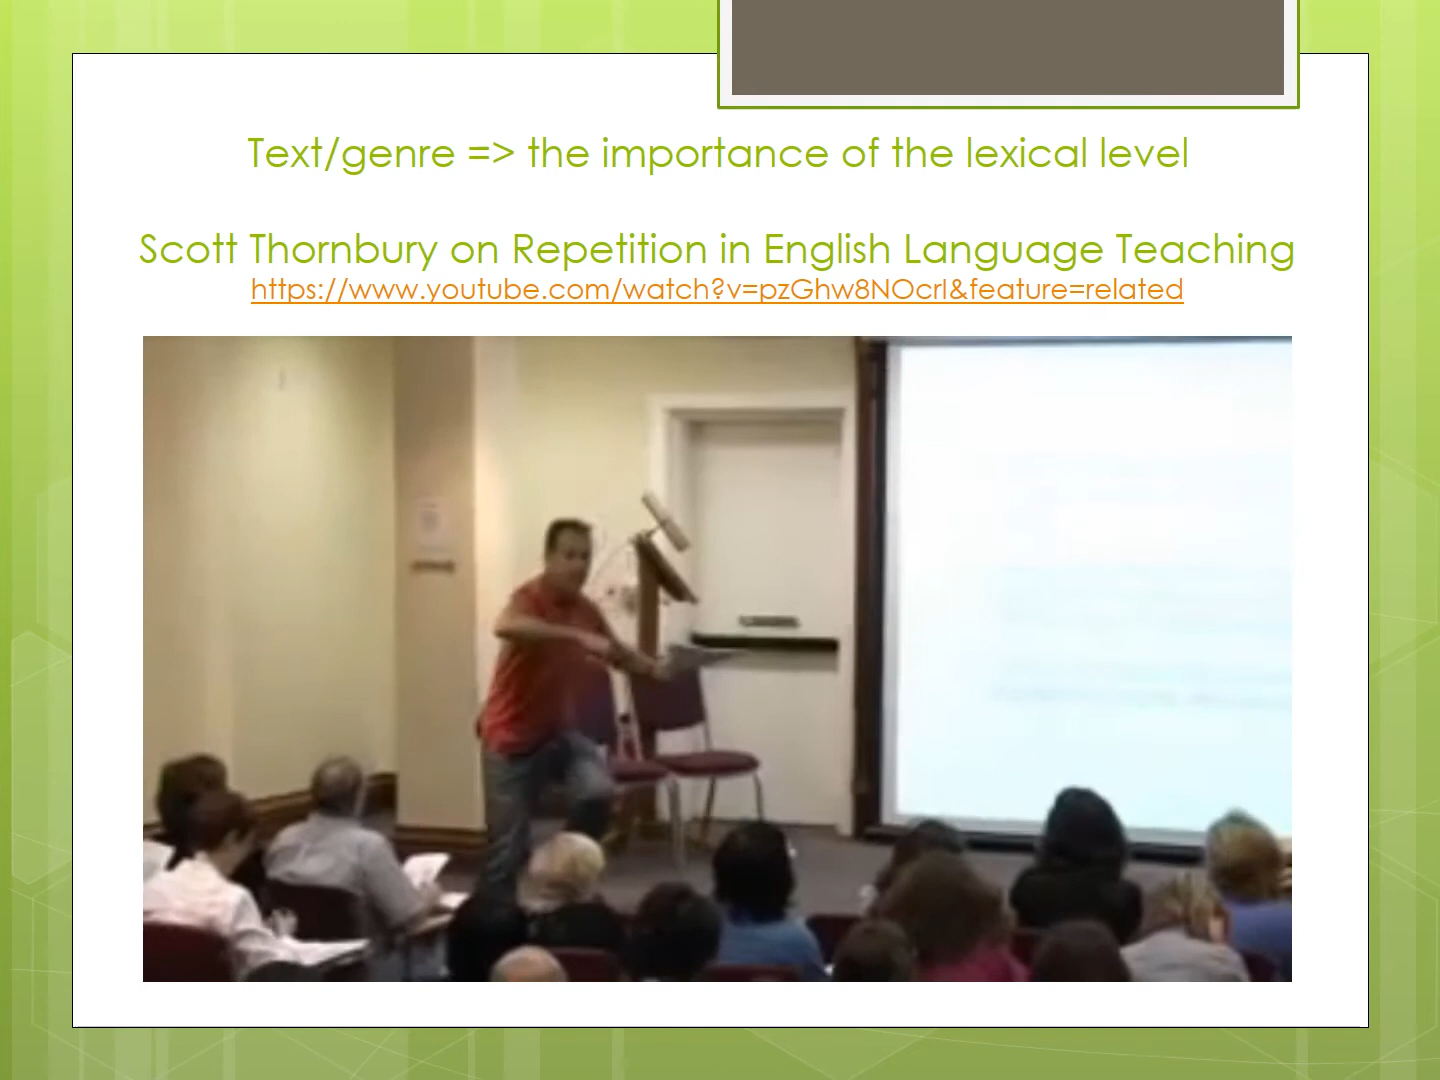 Text/genre => the importance of the lexical level
Scott Thornbury on Repetition in English Language Teaching
https://www.youtube.com/watch?v=pzGhw8NOcrI&feature=related